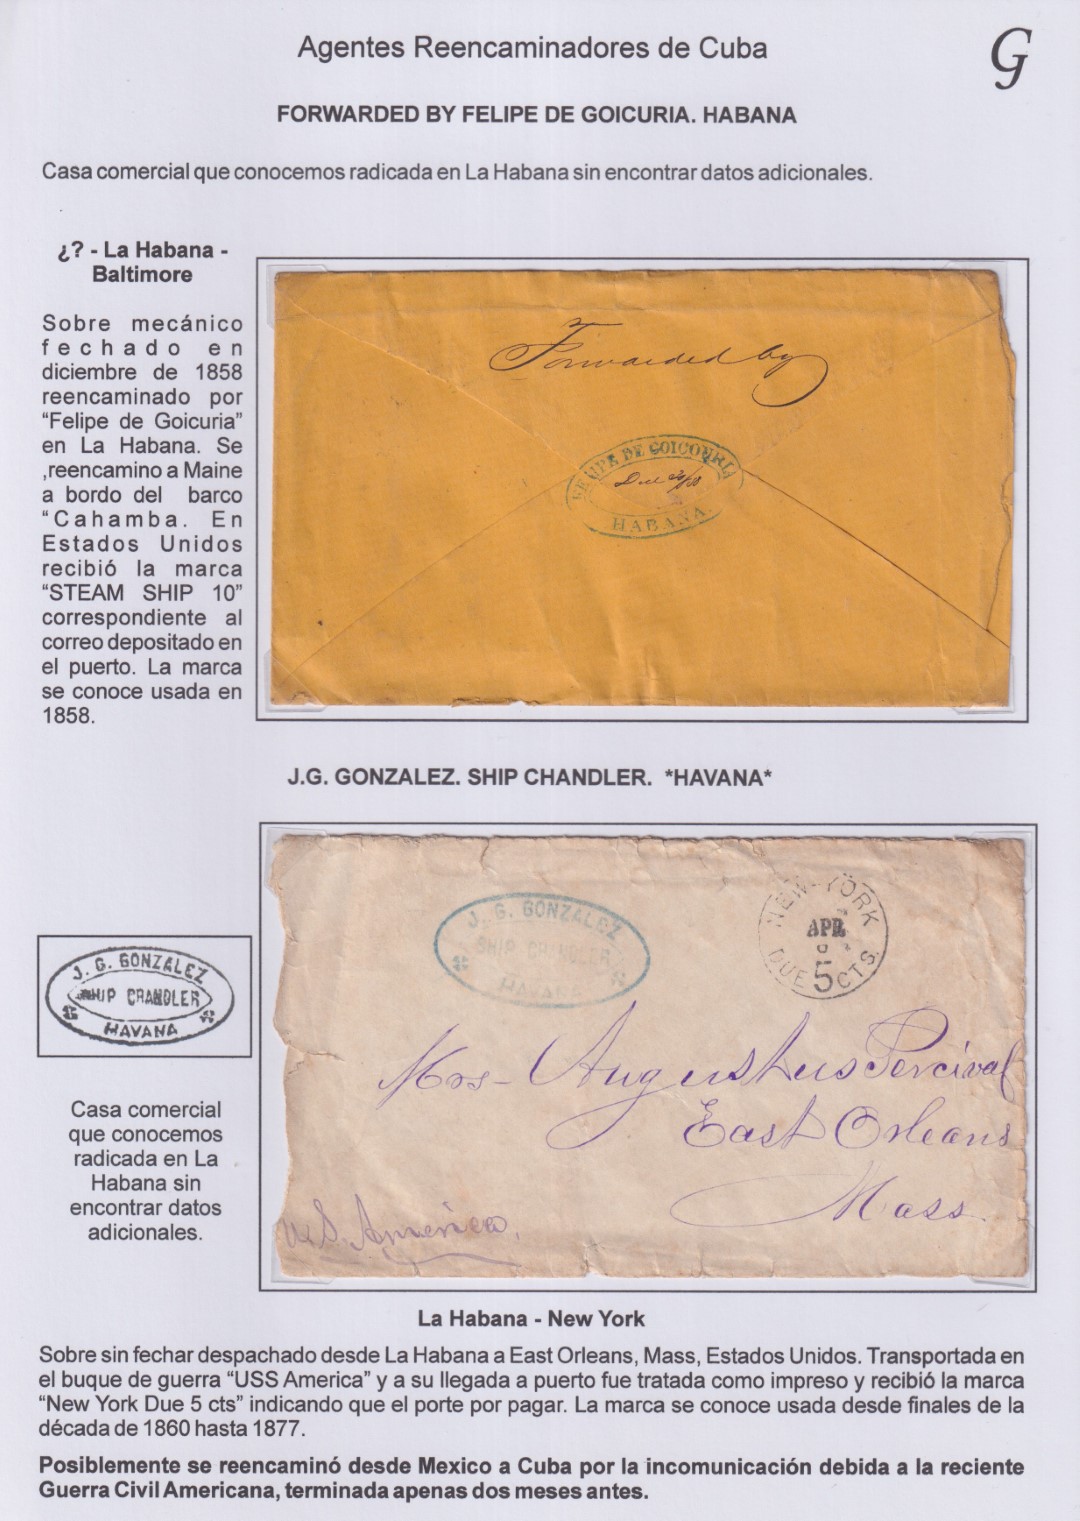 Agentes Reencaminadores de Cuba
G
FORWARDED BY FELIPE DE GOICURIA. HABANA
Casa comercial que conocemos radicada en La Habana sin encontrar datos adicionales.
¿? - La Habana -
Baltimore
Sobre mecánico
fechado en
diciembre de 1858
reencaminado por
“Felipe de Goicuria”
en La Habana. Se
,reencamino a Maine
a bordo del barco
“Cahamba. En
Estados Unidos
recibió la marca
“STEAM SHIP 10”
correspondiente al
correo depositado en
el puerto. La marca
se conoce usada en
1858.
Forwarded by
FELIPE DE GOICOURIA
HABANA.
J.G. GONZALEZ. SHIP CHANDLER. *HAVANA*
J. G. GONZALEZ
SHIP CHANDLER
HAVANA
NEW-YORK
APR
DUE 5 CTS.
Mrs- Augustus Percival
East Orleans
Mass.
U.S. America.
J. G. GONZALEZ
SHIP CHANDLER
HAVANA
Casa comercial
que conocemos
radicada en La
Habana sin
encontrar datos
adicionales.
La Habana - New York
Sobre sin fechar despachado desde La Habana a East Orleans, Mass, Estados Unidos. Transportada en
el buque de guerra “USS America” y a su llegada a puerto fue tratada como impreso y recibió la marca
“New York Due 5 cts” indicando que el porte por pagar. La marca se conoce usada desde finales de la
década de 1860 hasta 1877.
Posiblemente se reencaminó desde Mexico a Cuba por la incomunicación debida a la reciente
Guerra Civil Americana, terminada apenas dos meses antes.